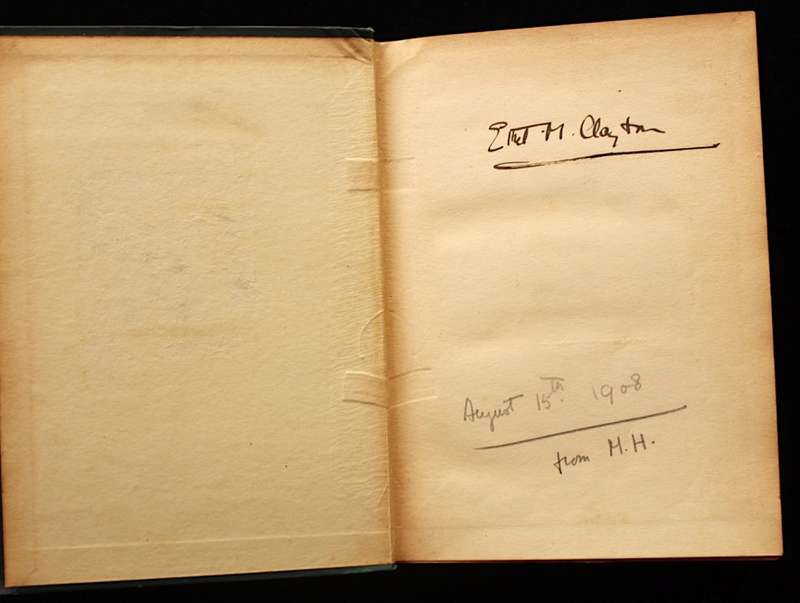 Ethel M. Clayton
August 15th. 1908
from M.H.